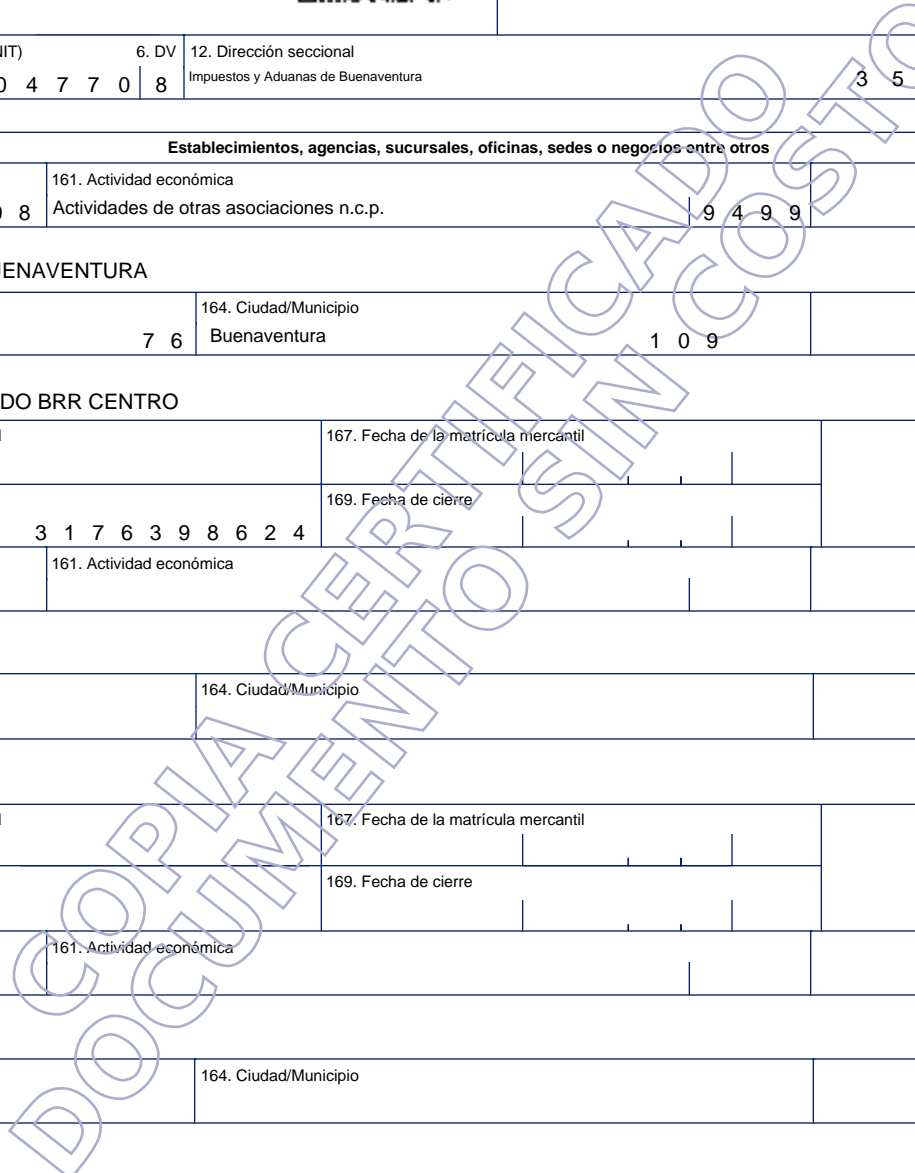 NIT) 6. DV 12. Dirección seccional
0 4 7 7 0 8 Impuestos y Aduanas de Buenaventura 3 5
Establecimientos, agencias, sucursales, oficinas, sedes o negocios entre otros
161. Actividad económica
8 Actividades de otras asociaciones n.c.p. 9 4 9 9
UENAVENTURA
164. Ciudad/Municipio
7 6 Buenaventura 1 0 9
DO BRR CENTRO
167. Fecha de la matrícula mercantil
169. Fecha de cierre
3 1 7 6 3 9 8 6 2 4
161. Actividad económica
164. Ciudad/Municipio
167. Fecha de la matrícula mercantil
169. Fecha de cierre
161. Actividad económica
164. Ciudad/Municipio
COPIA CERTIFICADO
DOCUMENTO SIN COSTO